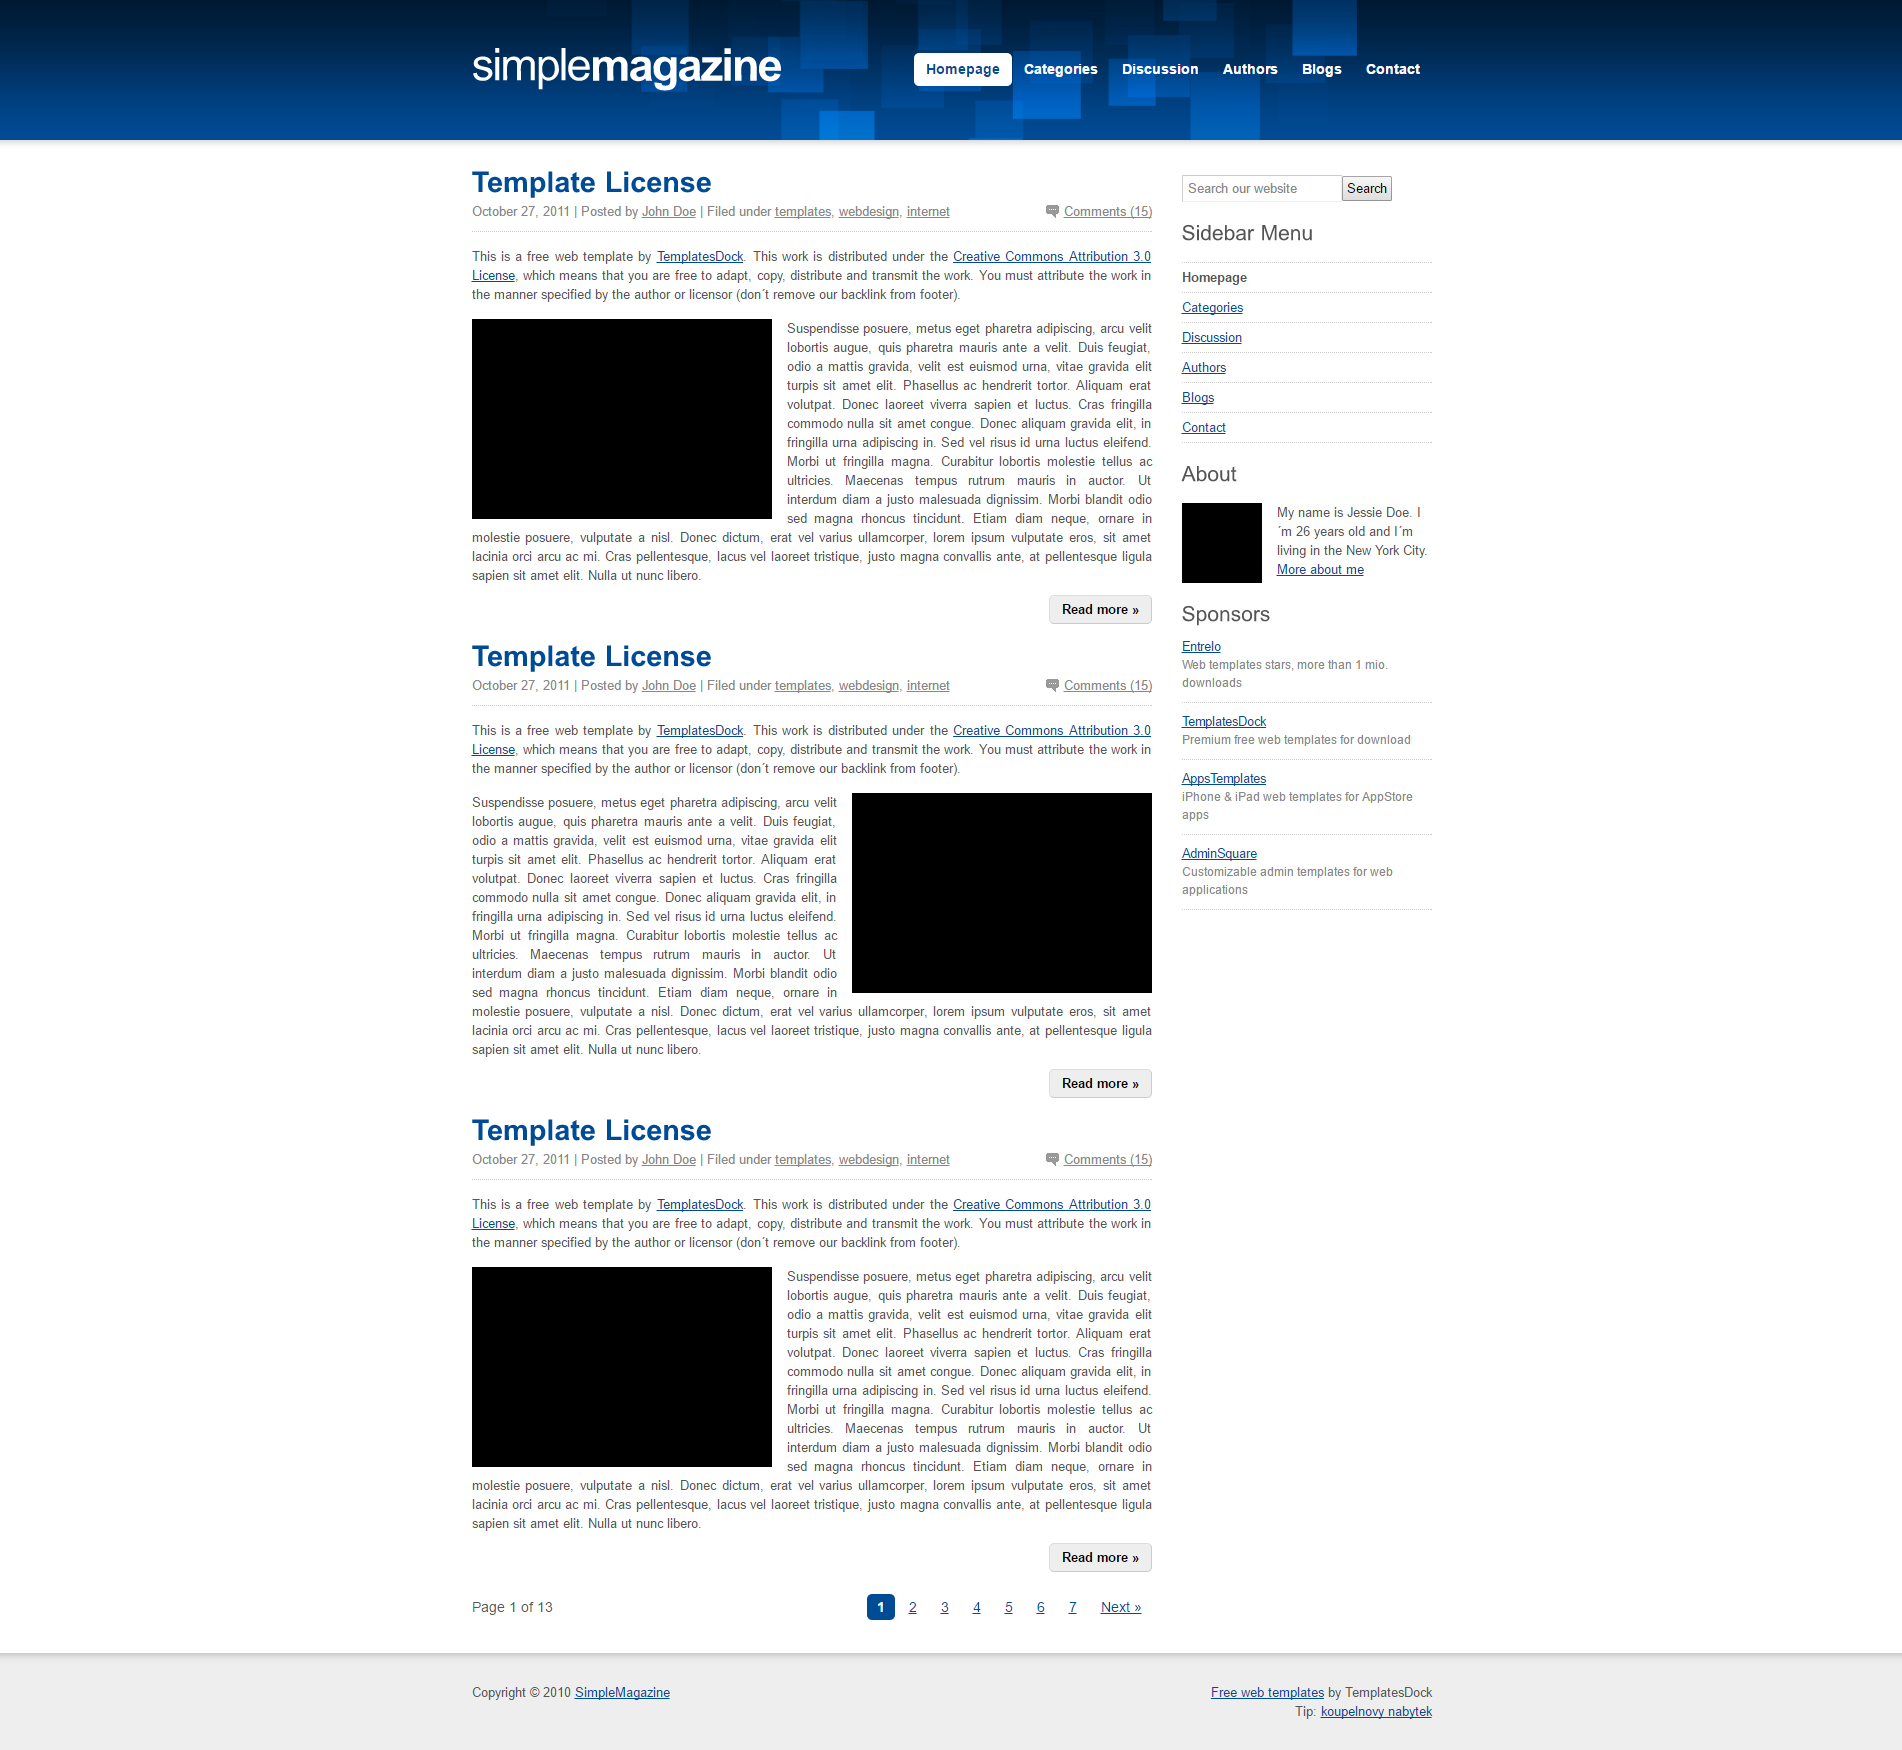 simplemagazine
Homepage Categories Discussion Authors Blogs Contact
Template License
October 27, 2011 | Posted by John Doe | Filed under templates, webdesign, internet
Comments (15)
This is a free web template by TemplatesDock. This work is distributed under the Creative Commons Attribution 3.0
License, which means that you are free to adapt, copy, distribute and transmit the work. You must attribute the work in
the manner specified by the author or licensor (don´t remove our backlink from footer).
Suspendisse posuere, metus eget pharetra adipiscing, arcu velit
lobortis augue, quis pharetra mauris ante a velit. Duis feugiat,
odio a mattis gravida, velit est euismod urna, vitae gravida elit
turpis sit amet elit. Phasellus ac hendrerit tortor. Aliquam erat
volutpat. Donec laoreet viverra sapien et luctus. Cras fringilla
commodo nulla sit amet congue. Donec aliquam gravida elit, in
fringilla urna adipiscing in. Sed vel risus id urna luctus eleifend.
Morbi ut fringilla magna. Curabitur lobortis molestie tellus ac
ultricies. Maecenas tempus rutrum mauris in auctor. Ut
interdum diam a justo malesuada dignissim. Morbi blandit odio
sed magna rhoncus tincidunt. Etiam diam neque, ornare in
molestie posuere, vulputate a nisl. Donec dictum, erat vel varius ullamcorper, lorem ipsum vulputate eros, sit amet
lacinia orci arcu ac mi. Cras pellentesque, lacus vel laoreet tristique, justo magna convallis ante, at pellentesque ligula
sapien sit amet elit. Nulla ut nunc libero.
Read more »
Template License
October 27, 2011 | Posted by John Doe | Filed under templates, webdesign, internet
Comments (15)
This is a free web template by TemplatesDock. This work is distributed under the Creative Commons Attribution 3.0
License, which means that you are free to adapt, copy, distribute and transmit the work. You must attribute the work in
the manner specified by the author or licensor (don´t remove our backlink from footer).
Suspendisse posuere, metus eget pharetra adipiscing, arcu velit
lobortis augue, quis pharetra mauris ante a velit. Duis feugiat,
odio a mattis gravida, velit est euismod urna, vitae gravida elit
turpis sit amet elit. Phasellus ac hendrerit tortor. Aliquam erat
volutpat. Donec laoreet viverra sapien et luctus. Cras fringilla
commodo nulla sit amet congue. Donec aliquam gravida elit, in
fringilla urna adipiscing in. Sed vel risus id urna luctus eleifend.
Morbi ut fringilla magna. Curabitur lobortis molestie tellus ac
ultricies. Maecenas tempus rutrum mauris in auctor. Ut
interdum diam a justo malesuada dignissim. Morbi blandit odio
sed magna rhoncus tincidunt. Etiam diam neque, ornare in
molestie posuere, vulputate a nisl. Donec dictum, erat vel varius ullamcorper, lorem ipsum vulputate eros, sit amet
lacinia orci arcu ac mi. Cras pellentesque, lacus vel laoreet tristique, justo magna convallis ante, at pellentesque ligula
sapien sit amet elit. Nulla ut nunc libero.
Read more »
Template License
October 27, 2011 | Posted by John Doe | Filed under templates, webdesign, internet
Comments (15)
This is a free web template by TemplatesDock. This work is distributed under the Creative Commons Attribution 3.0
License, which means that you are free to adapt, copy, distribute and transmit the work. You must attribute the work in
the manner specified by the author or licensor (don´t remove our backlink from footer).
Suspendisse posuere, metus eget pharetra adipiscing, arcu velit
lobortis augue, quis pharetra mauris ante a velit. Duis feugiat,
odio a mattis gravida, velit est euismod urna, vitae gravida elit
turpis sit amet elit. Phasellus ac hendrerit tortor. Aliquam erat
volutpat. Donec laoreet viverra sapien et luctus. Cras fringilla
commodo nulla sit amet congue. Donec aliquam gravida elit, in
fringilla urna adipiscing in. Sed vel risus id urna luctus eleifend.
Morbi ut fringilla magna. Curabitur lobortis molestie tellus ac
ultricies. Maecenas tempus rutrum mauris in auctor. Ut
interdum diam a justo malesuada dignissim. Morbi blandit odio
sed magna rhoncus tincidunt. Etiam diam neque, ornare in
molestie posuere, vulputate a nisl. Donec dictum, erat vel varius ullamcorper, lorem ipsum vulputate eros, sit amet
lacinia orci arcu ac mi. Cras pellentesque, lacus vel laoreet tristique, justo magna convallis ante, at pellentesque ligula
sapien sit amet elit. Nulla ut nunc libero.
Read more »
Page 1 of 13
1 2 3 4 5 6 7 Next »
Search our website
Search
Sidebar Menu
Homepage
Categories
Discussion
Authors
Blogs
Contact
About
My name is Jessie Doe. I
´m 26 years old and I´m
living in the New York City.
More about me
Sponsors
Entrelo
Web templates stars, more than 1 mio.
downloads
TemplatesDock
Premium free web templates for download
AppsTemplates
iPhone & iPad web templates for AppStore
apps
AdminSquare
Customizable admin templates for web
applications
Copyright © 2010 SimpleMagazine
Free web templates by TemplatesDock
Tip: koupelnovy nabytek